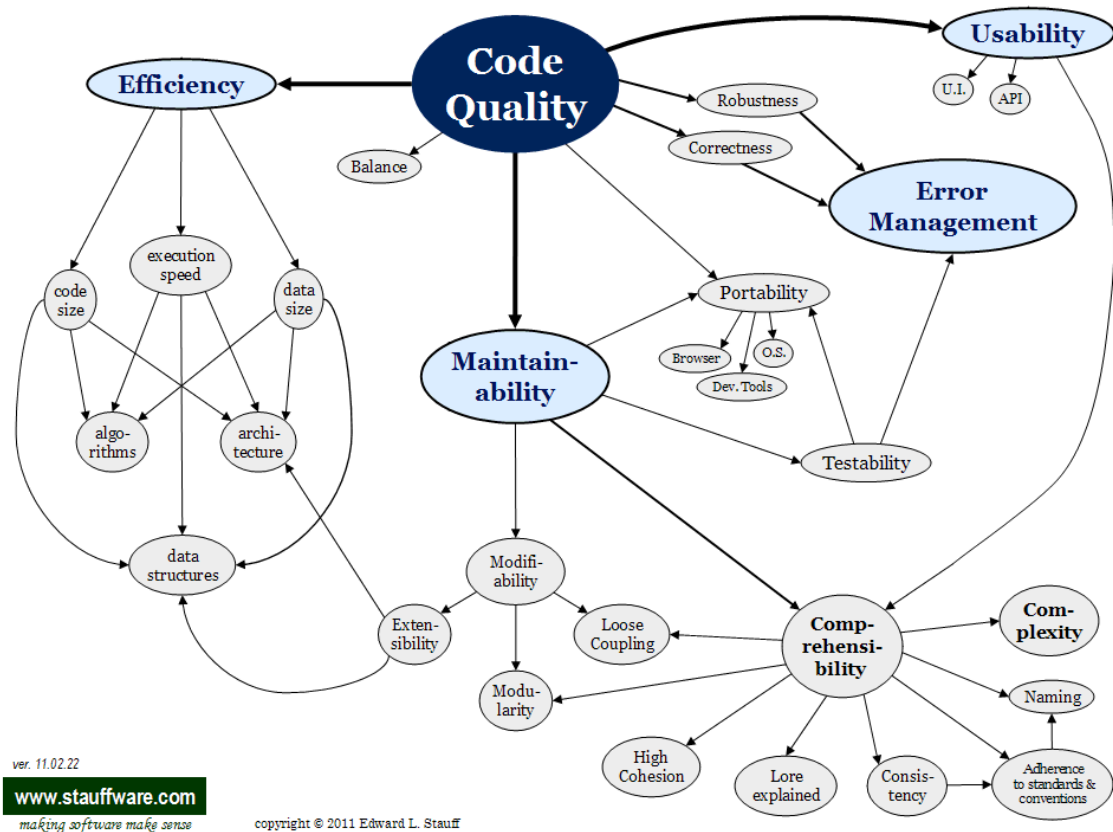 Code
Quality
Usability
U.I.
API
Efficiency
Robustness
Correctness
Balance
Error
Management
execution
speed
code
size
data
size
Portability
Browser
O.S.
Dev. Tools
Maintain-
ability
algo-
rithms
archi-
tecture
Testability
data
structures
Modifi-
ability
Exten-
sibility
Loose
Coupling
Comp-
rehensi-
bility
Com-
plexity
Modu-
larity
Naming
High
Cohesion
Lore
explained
Consis-
tency
Adherence
to standards &
conventions
ver. 11.02.22
www.stauffware.com
making software make sense
copyright © 2011 Edward L. Stauff